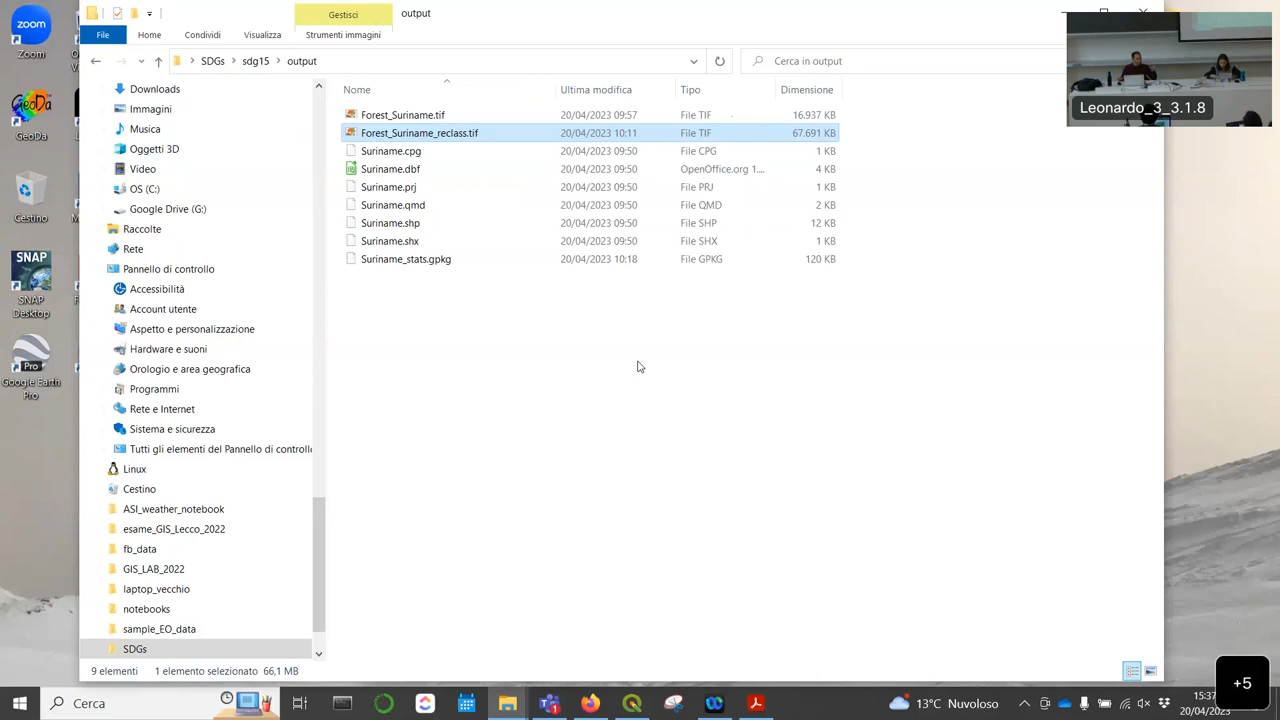 zoom
Zoom
GeoDa
Cestino
SNAP
SNAP
Desktop
Pro
Google Earth
Pro
Gestisci
output
File
Home
Condividi
Visualizza
Strumenti immagini
SDGs
sdg15
output
Cerca in output
Downloads
Immagini
Musica
Oggetti 3D
Video
OS (C:)
Google Drive (G:)
Raccolte
Rete
Pannello di controllo
Accessibilità
Account utente
Aspetto e personalizzazione
Hardware e suoni
Orologio e area geografica
Programmi
Rete e Internet
Sistema e sicurezza
Tutti gli elementi del Pannello di controllo
Linux
Cestino
ASI_weather_notebook
esame_GIS_Lecco_2022
fb_data
GIS_LAB_2022
laptop_vecchio
notebooks
sample_EO_data
SDGs
Nome Ultima modifica Tipo Dimensione
Forest_Suriname.tif 20/04/2023 09:57 File TIF 16.937 KB
Forest_Suriname_reclass.tif 20/04/2023 10:11 File TIF 67.691 KB
Suriname.cpg 20/04/2023 09:50 File CPG 1 KB
Suriname.dbf 20/04/2023 09:50 OpenOffice.org 1.... 4 KB
Suriname.prj 20/04/2023 09:50 File PRJ 1 KB
Suriname.qmd 20/04/2023 09:50 File QMD 2 KB
Suriname.shp 20/04/2023 09:50 File SHP 12 KB
Suriname.shx 20/04/2023 09:50 File SHX 1 KB
Suriname_stats.gpkg 20/04/2023 10:18 File GPKG 120 KB
Leonardo_3_3.1.8
9 elementi 1 elemento selezionato 66,1 MB
+5
Cerca
13°C Nuvoloso
15:37
20/04/2023